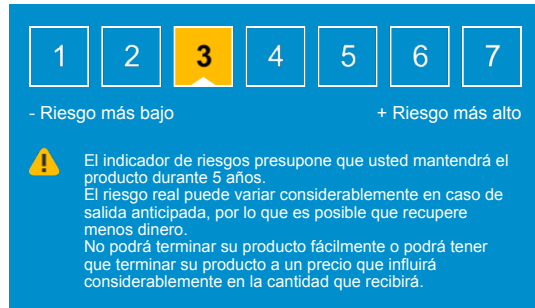 1 2 3 4 5 6 7
- Riesgo más bajo + Riesgo más alto
El indicador de riesgos presupone que usted mantendrá el
producto durante 5 años.
El riesgo real puede variar considerablemente en caso de
salida anticipada, por lo que es posible que recupere
menos dinero.
No podrá terminar su producto fácilmente o podrá tener
que terminar su producto a un precio que influirá
considerablemente en la cantidad que recibirá.